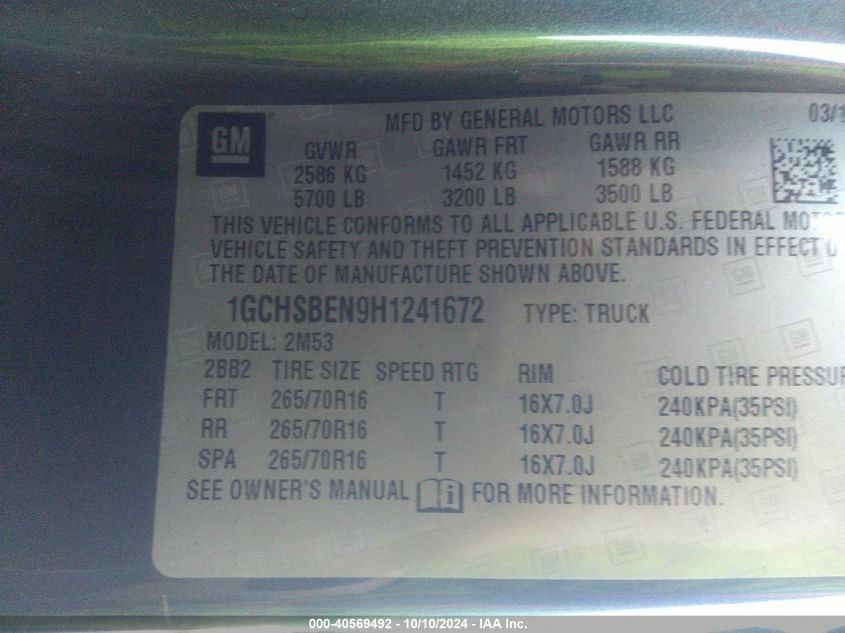 GM
MFD BY GENERAL MOTORS LLC 03/1
GVWR GAWR FRT GAWR RR
2586 KG 1452 KG 1588 KG
5700 LB 3200 LB 3500 LB
THIS VEHICLE CONFORMS TO ALL APPLICABLE U.S. FEDERAL MOTO
VEHICLE SAFETY AND THEFT PREVENTION STANDARDS IN EFFECT O
THE DATE OF MANUFACTURE SHOWN ABOVE.
1GCHSBEN9H1241672 TYPE: TRUCK
MODEL: 2M53
2BB2 TIRE SIZE SPEED RTG RIM COLD TIRE PRESSUR
FRT 265/70R16 T 16X7.0J 240KPA(35PSI)
RR 265/70R16 T 16X7.0J 240KPA(35PSI)
SPA 265/70R16 T 16X7.0J 240KPA(35PSI)
SEE OWNER'S MANUAL FOR MORE INFORMATION.
000-40569492 - 10/10/2024 - IAA Inc.